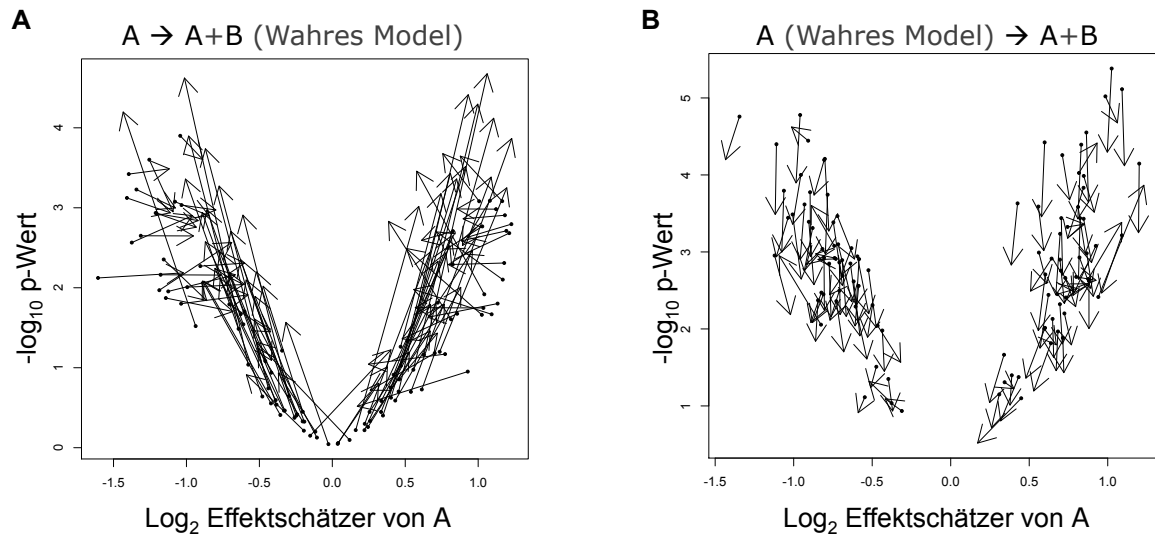 A
A → A+B (Wahres Model)
4
3
2
1
0
-log10 p-Wert
-1.5 -1.0 -0.5 0.0 0.5 1.0
Log2 Effektschätzer von A
B
A (Wahres Model) → A+B
5
4
3
2
1
-log10 p-Wert
-1.5 -1.0 -0.5 0.0 0.5 1.0
Log2 Effektschätzer von A